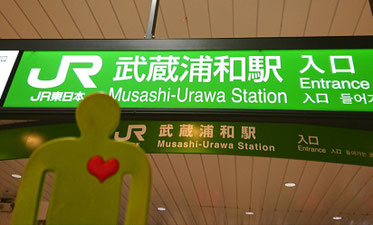 JR 武蔵浦和駅 入口
JR東日本 Musashi-Urawa Station Entrance
入口 들어가
JR 武蔵浦和駅 入口
Musashi-Urawa Station Entrance 入口